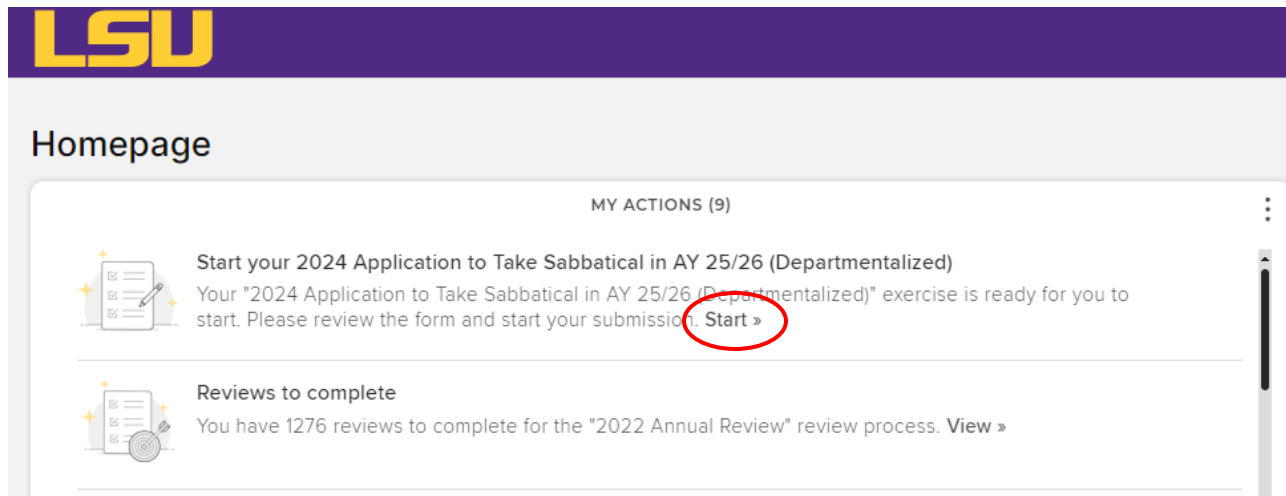 LSU
Homepage
MY ACTIONS (9)
Start your 2024 Application to Take Sabbatical in AY 25/26 (Departmentalized)
Your "2024 Application to Take Sabbatical in AY 25/26 (Departmentalized)" exercise is ready for you to
start. Please review the form and start your submission. Start »
Reviews to complete
You have 1276 reviews to complete for the "2022 Annual Review" review process. View »